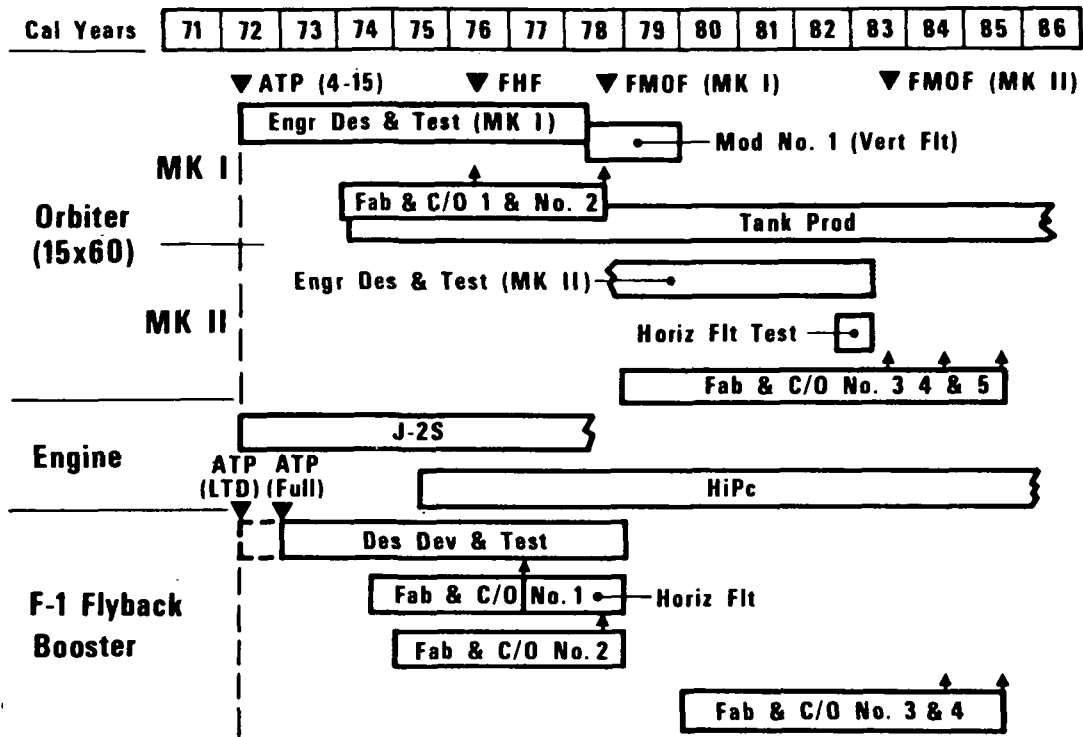 Cal Years 71 72 73 74 75 76 77 78 79 80 81 82 83 84 85 86
ATP (4-15) FHF FMOF (MK I) FMOF (MK II)
Engr Des & Test (MK I)
Mod No. 1 (Vert Flt)
MK I
Fab & C/O 1 & No. 2
Tank Prod
Orbiter
(15x60)
Engr Des & Test (MK II)
MK II
Horiz Flt Test
Fab & C/O No. 3 4 & 5
J-2S
Engine
ATP ATP
(LTD) (Full)
HiPc
Des Dev & Test
F-1 Flyback
Booster
Fab & C/O No. 1
Horiz Flt
Fab & C/O No. 2
Fab & C/O No. 3 & 4